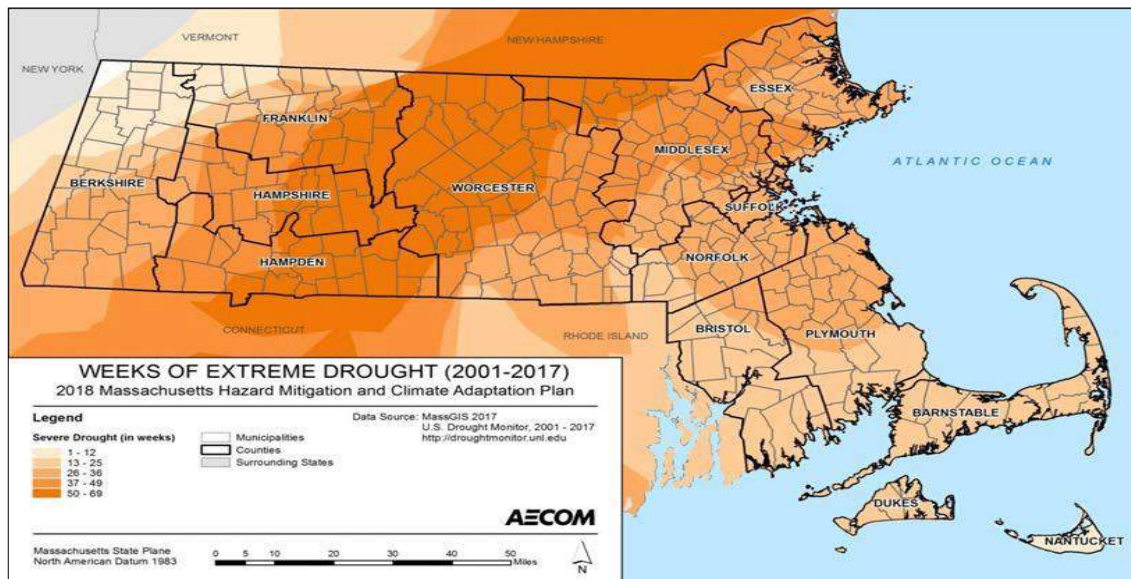 VERMONT
NEW HAMPSHIRE
NEW YORK
ESSEX
FRANKLIN
MIDDLESEX
ATLANTIC OCEAN
BERKSHIRE
HAMPSHIRE
WORCESTER
SUFFOLK
HAMPDEN
NORFOLK
CONNECTICUT
RHODE ISLAND
BRISTOL
PLYMOUTH
BARNSTABLE
DUKES
NANTUCKET
WEEKS OF EXTREME DROUGHT (2001-2017)
2018 Massachusetts Hazard Mitigation and Climate Adaptation Plan
Legend
Severe Drought (in weeks)
1 - 12
13 - 25
26 - 36
37 - 49
50 - 69
Municipalities
Counties
Surrounding States
Data Source: MassGIS 2017
U.S. Drought Monitor, 2001 - 2017
http://droughtmonitor.unl.edu
AECOM
Massachusetts State Plane
North American Datum 1983
0 5 10 20 30 40 50
Miles
N